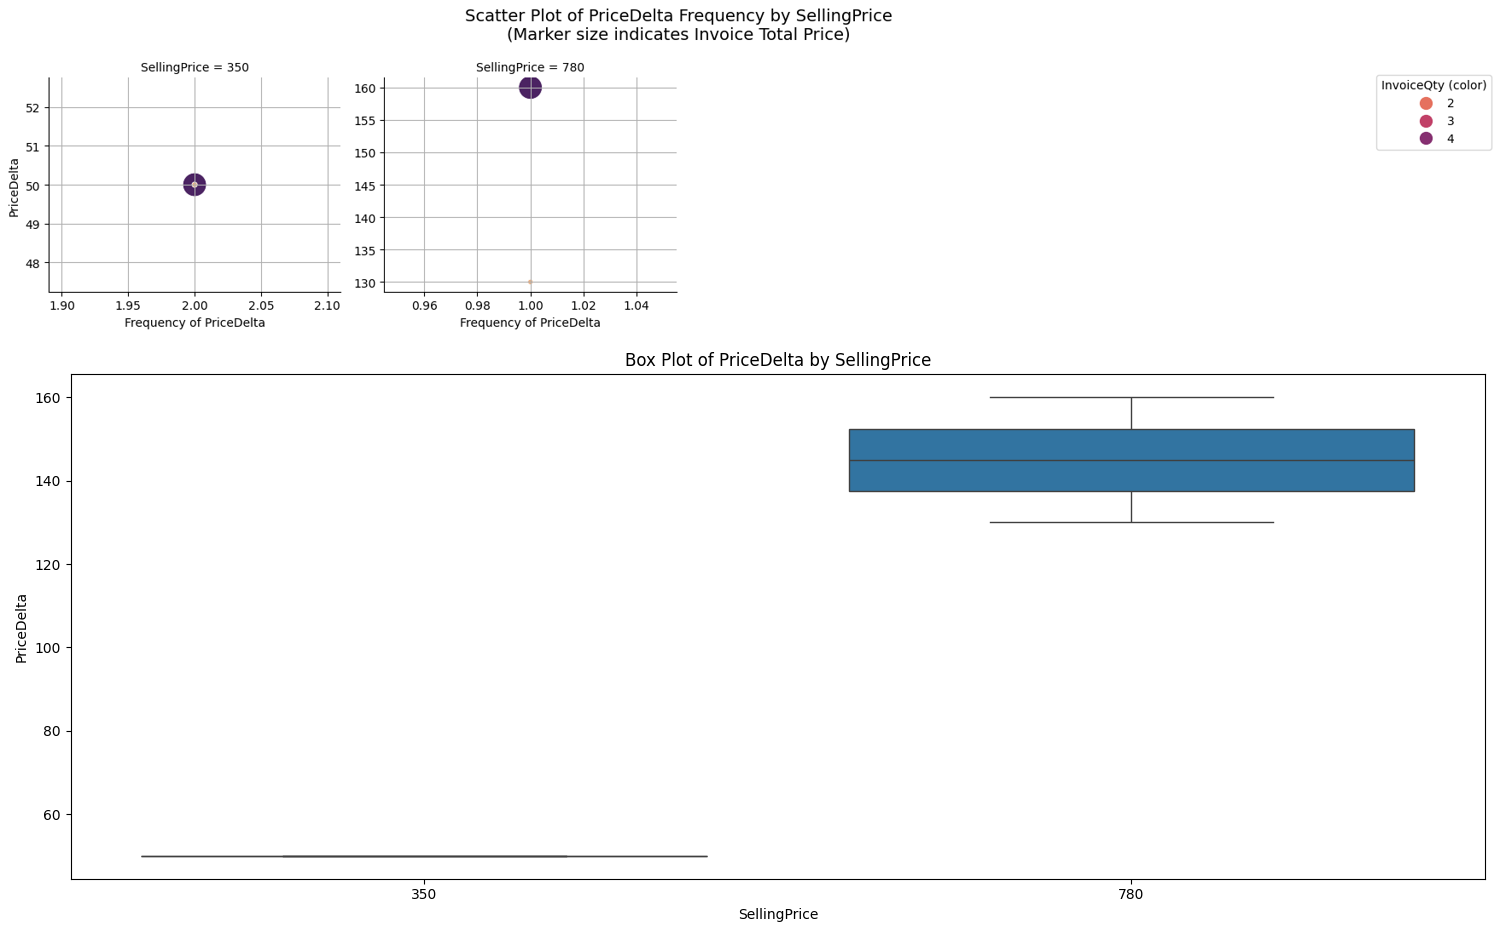 Scatter Plot of PriceDelta Frequency by SellingPrice
(Marker size indicates Invoice Total Price)
SellingPrice = 350
52
51
50
49
48
PriceDelta
1.90 1.95 2.00 2.05 2.10
Frequency of PriceDelta
SellingPrice = 780
160
155
150
145
140
135
130
0.96 0.98 1.00 1.02 1.04
Frequency of PriceDelta
InvoiceQty (color)
2
3
4
Box Plot of PriceDelta by SellingPrice
160
140
120
100
80
60
PriceDelta
350 780
SellingPrice